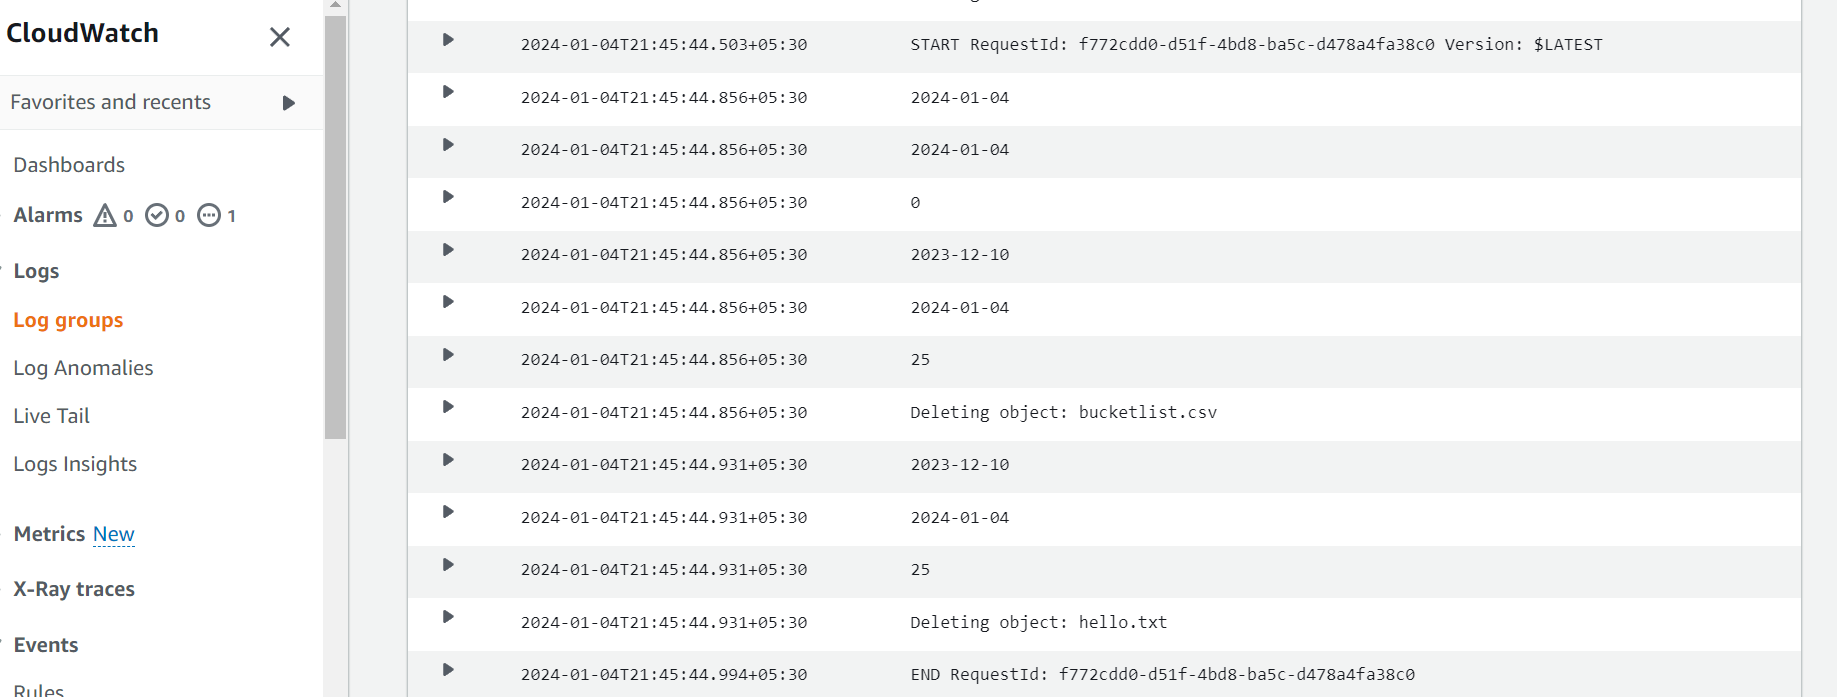 CloudWatch
Favorites and recents
Dashboards
Alarms 0 0 1
Logs
Log groups
Log Anomalies
Live Tail
Logs Insights
Metrics New
X-Ray traces
Events
Rules
2024-01-04T21:45:44.503+05:30 START RequestId: f772cdd0-d51f-4bd8-ba5c-d478a4fa38c0 Version: $LATEST
2024-01-04T21:45:44.856+05:30 2024-01-04
2024-01-04T21:45:44.856+05:30 2024-01-04
2024-01-04T21:45:44.856+05:30 0
2024-01-04T21:45:44.856+05:30 2023-12-10
2024-01-04T21:45:44.856+05:30 2024-01-04
2024-01-04T21:45:44.856+05:30 25
2024-01-04T21:45:44.856+05:30 Deleting object: bucketlist.csv
2024-01-04T21:45:44.931+05:30 2023-12-10
2024-01-04T21:45:44.931+05:30 2024-01-04
2024-01-04T21:45:44.931+05:30 25
2024-01-04T21:45:44.931+05:30 Deleting object: hello.txt
2024-01-04T21:45:44.994+05:30 END RequestId: f772cdd0-d51f-4bd8-ba5c-d478a4fa38c0